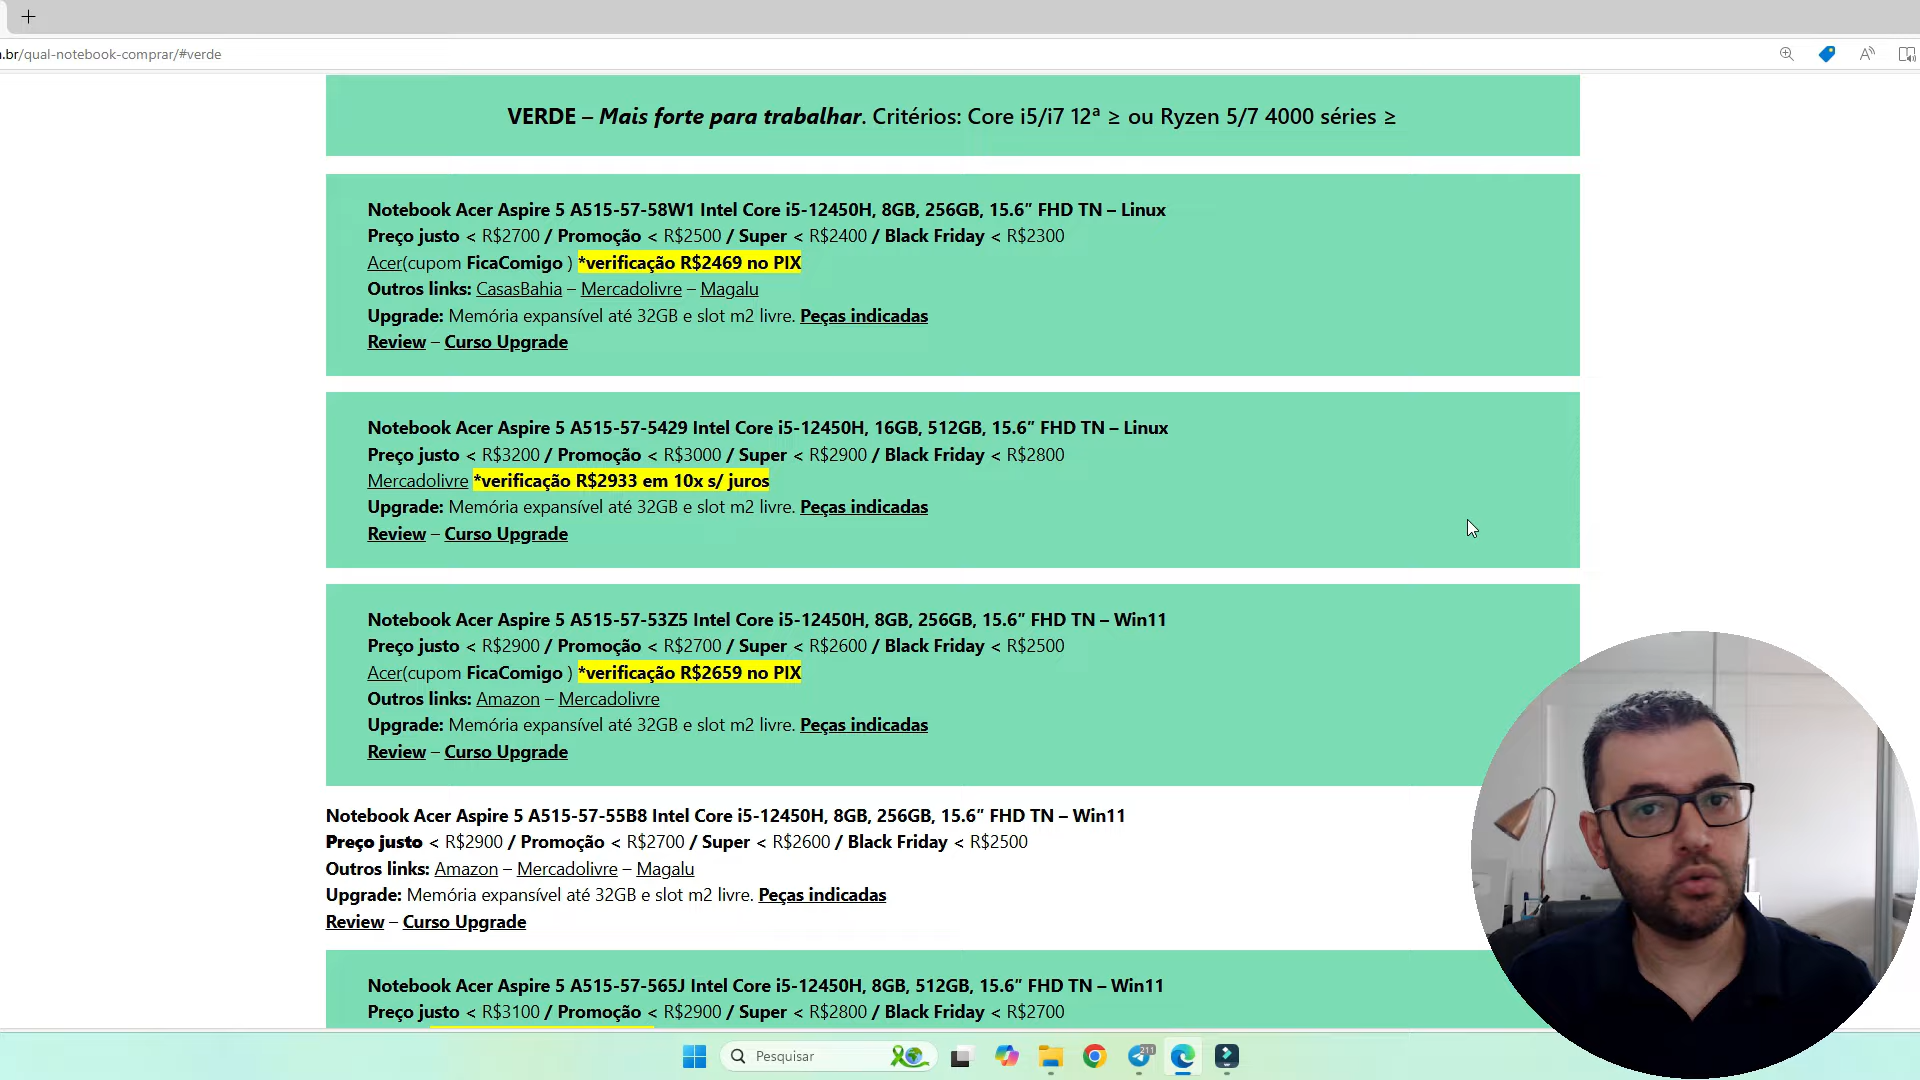 .br/qual-notebook-comprar/#verde
VERDE – Mais forte para trabalhar. Critérios: Core i5/i7 12ª ≥ ou Ryzen 5/7 4000 séries ≥
Notebook Acer Aspire 5 A515-57-58W1 Intel Core i5-12450H, 8GB, 256GB, 15.6” FHD TN – Linux
Preço justo < R$2700 / Promoção < R$2500 / Super < R$2400 / Black Friday < R$2300
Acer(cupom FicaComigo ) *verificação R$2469 no PIX
Outros links: CasasBahia – Mercadolivre – Magalu
Upgrade: Memória expansível até 32GB e slot m2 livre. Peças indicadas
Review – Curso Upgrade
Notebook Acer Aspire 5 A515-57-5429 Intel Core i5-12450H, 16GB, 512GB, 15.6” FHD TN – Linux
Preço justo < R$3200 / Promoção < R$3000 / Super < R$2900 / Black Friday < R$2800
Mercadolivre *verificação R$2933 em 10x s/ juros
Upgrade: Memória expansível até 32GB e slot m2 livre. Peças indicadas
Review – Curso Upgrade
Notebook Acer Aspire 5 A515-57-53Z5 Intel Core i5-12450H, 8GB, 256GB, 15.6” FHD TN – Win11
Preço justo < R$2900 / Promoção < R$2700 / Super < R$2600 / Black Friday < R$2500
Acer(cupom FicaComigo ) *verificação R$2659 no PIX
Outros links: Amazon – Mercadolivre
Upgrade: Memória expansível até 32GB e slot m2 livre. Peças indicadas
Review – Curso Upgrade
Notebook Acer Aspire 5 A515-57-55B8 Intel Core i5-12450H, 8GB, 256GB, 15.6” FHD TN – Win11
Preço justo < R$2900 / Promoção < R$2700 / Super < R$2600 / Black Friday < R$2500
Outros links: Amazon – Mercadolivre – Magalu
Upgrade: Memória expansível até 32GB e slot m2 livre. Peças indicadas
Review – Curso Upgrade
Notebook Acer Aspire 5 A515-57-565J Intel Core i5-12450H, 8GB, 512GB, 15.6” FHD TN – Win11
Preço justo < R$3100 / Promoção < R$2900 / Super < R$2800 / Black Friday < R$2700
Pesquisar
211